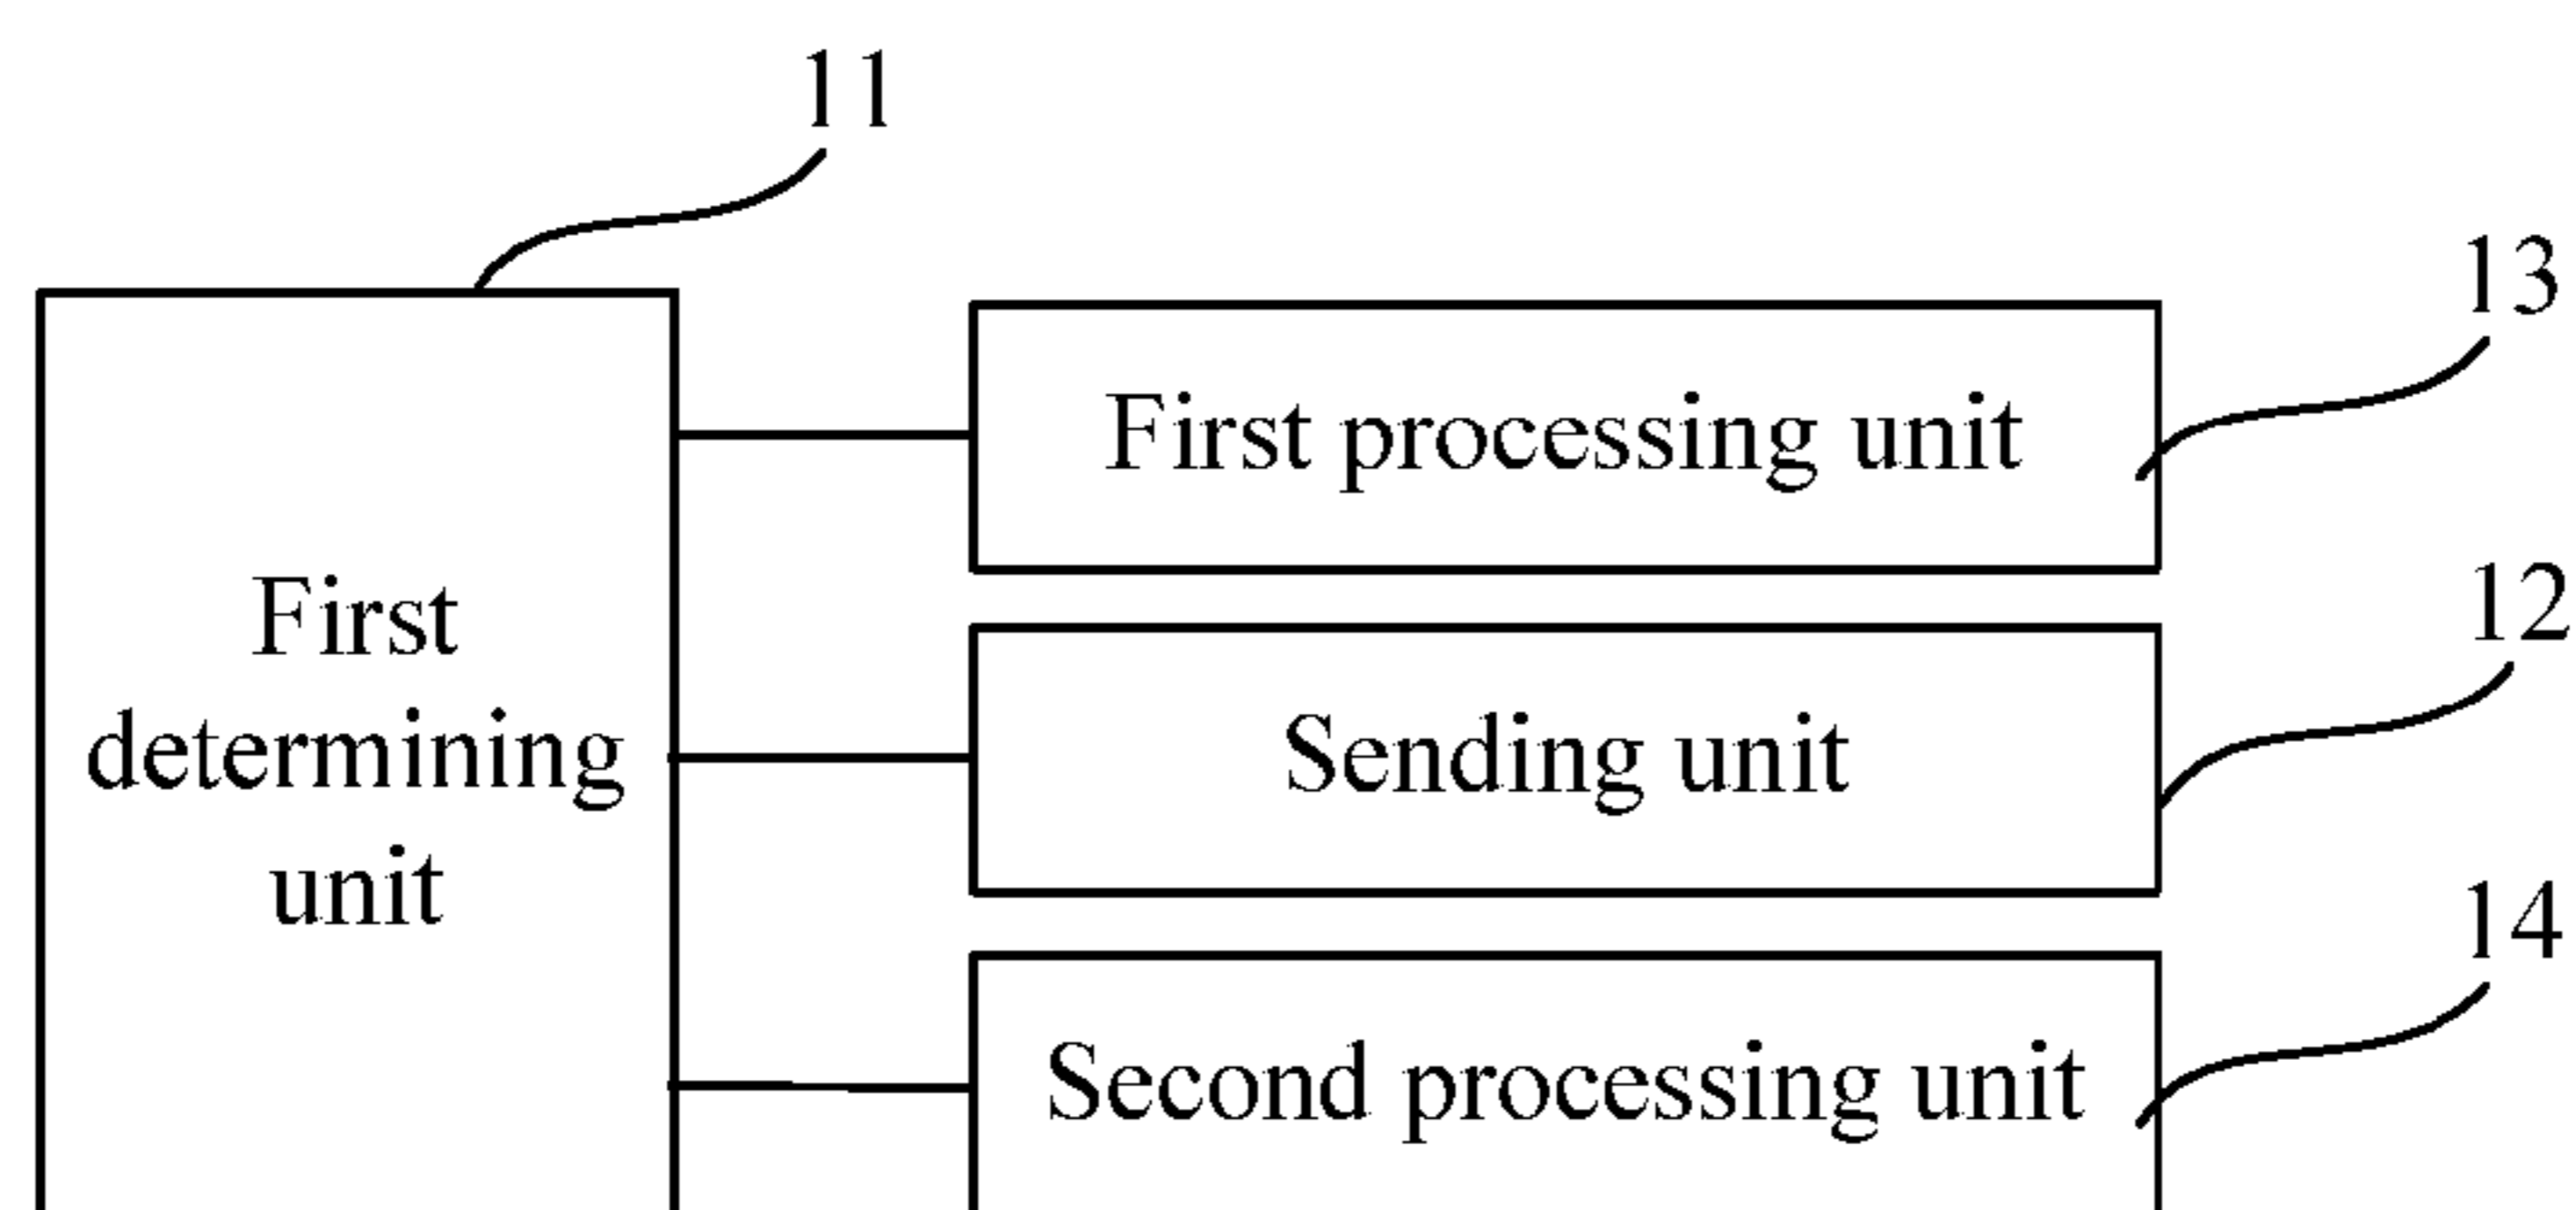 11
13
First processing unit
First
determining
unit
12
Sending unit
14
Second processing unit